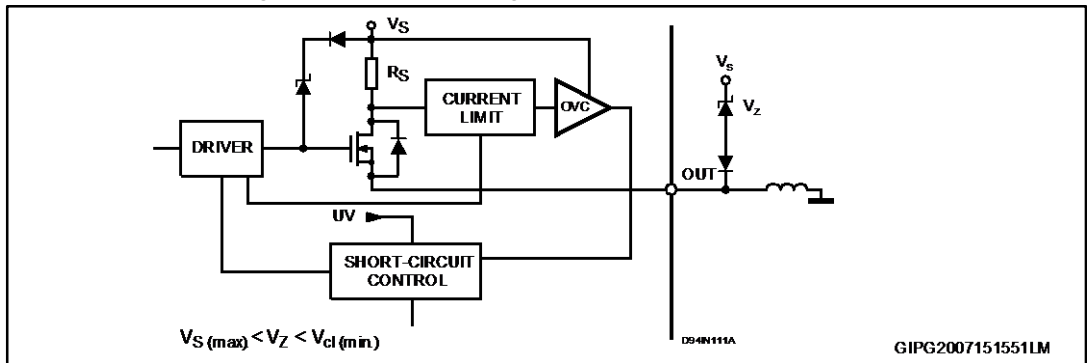 VS
RS
CURRENT
LIMIT
OVC
Vs
VZ
DRIVER
OUT
UV
SHORT-CIRCUIT
CONTROL
VS (max) < VZ < Vcl (min.)
D94IN111A
GIPG2007151551LM